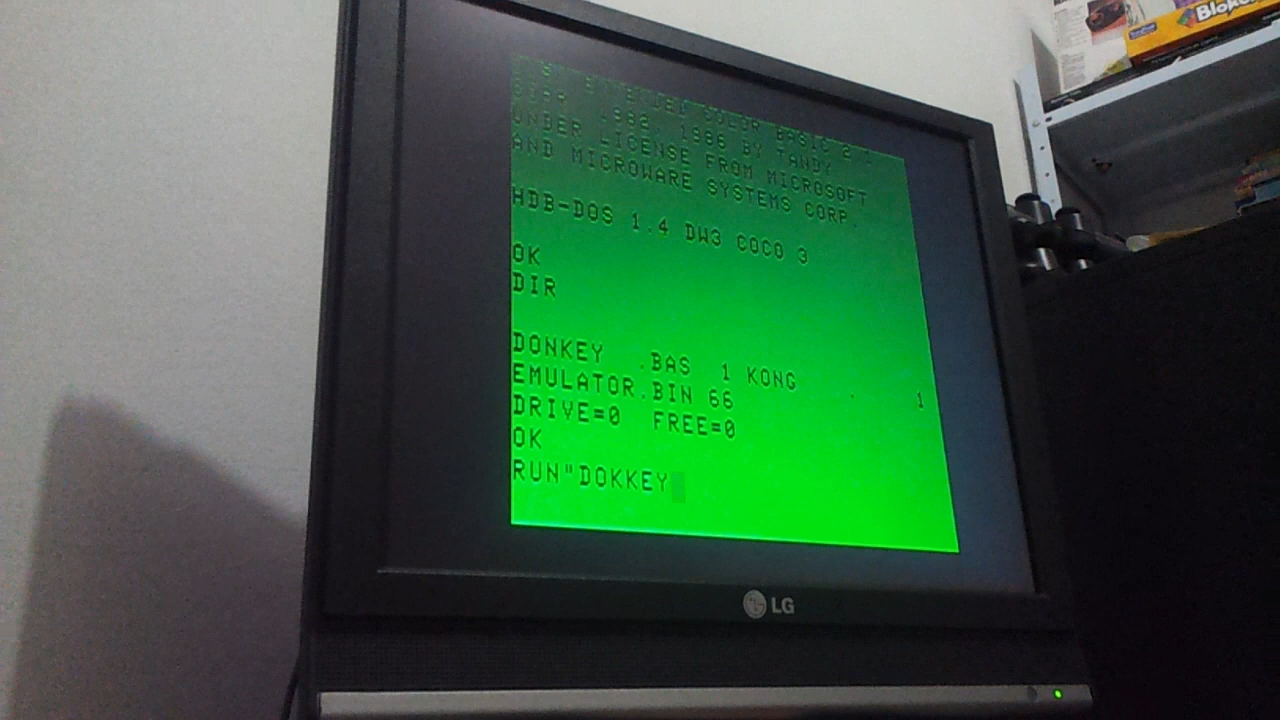 EXTENDED COLOR BASIC 2.1
COPR. 1982, 1986 BY TANDY
UNDER LICENSE FROM MICROSOFT
AND MICROWARE SYSTEMS CORP.
HDB-DOS 1.4 DW3 COCO 3
OK
DIR
DONKEY .BAS 1 KONG . 1
EMULATOR.BIN 66
DRIVE=0 FREE=0
OK
RUN"DOKKEY
LG